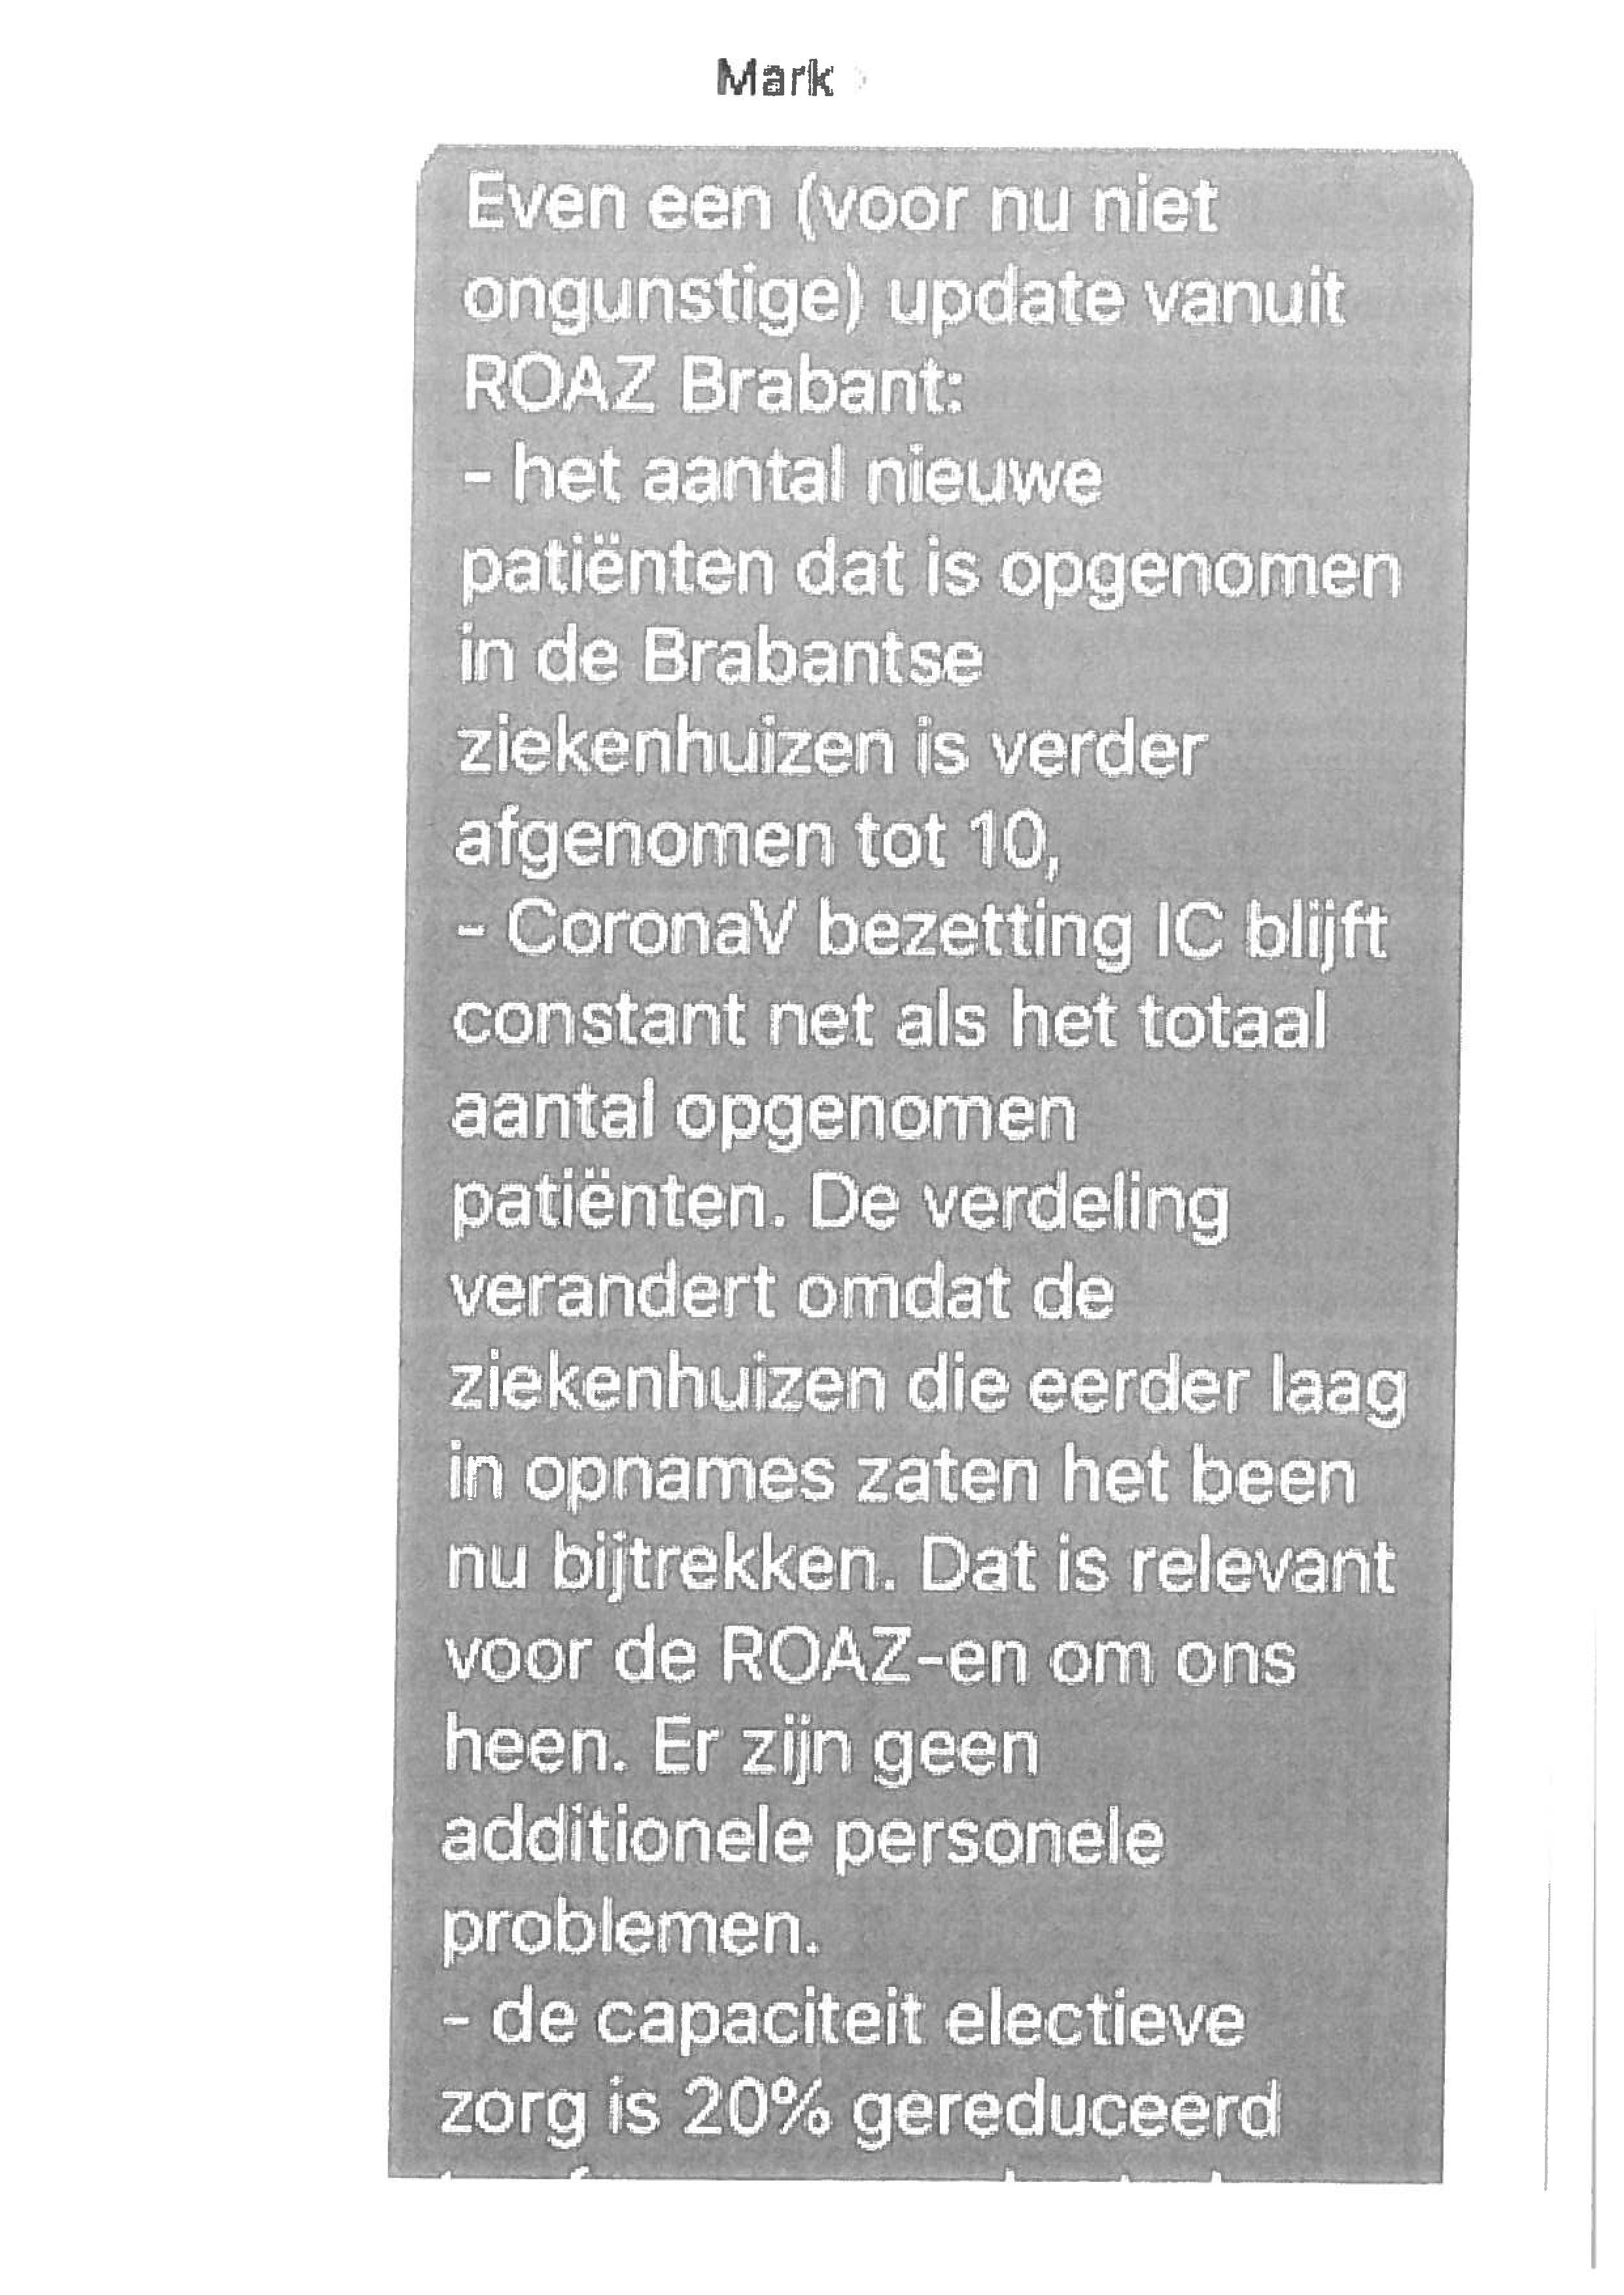 Mark
Even een (voor nu niet
ongunstige) update vanuit
ROAZ Brabant:
- het aantal nieuwe
patiënten dat is opgenomen
in de Brabantse
ziekenhuizen is verder
afgenomen tot 10,
- CoronaV bezetting IC blijft
constant net als het totaal
aantal opgenomen
patiënten. De verdeling
verandert omdat de
ziekenhuizen die eerder laag
in opnames zaten het been
nu bijtrekken. Dat is relevant
voor de ROAZ-en om ons
heen. Er zijn geen
additionele personele
problemen.
- de capaciteit electieve
zorg is 20% gereduceerd